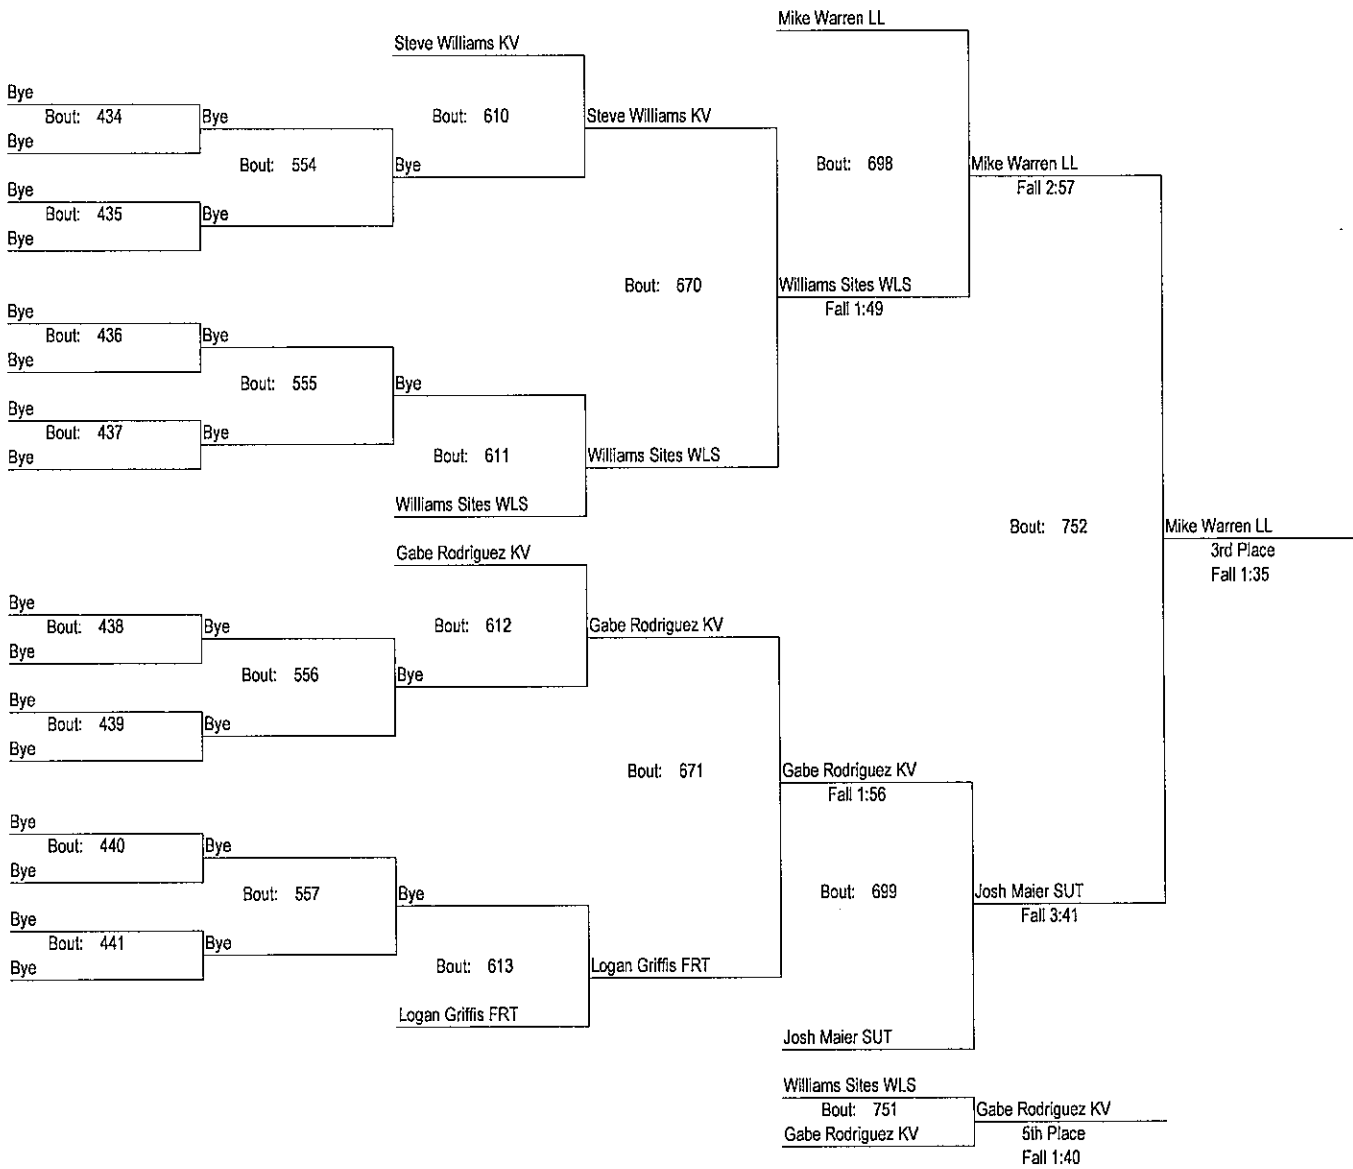 Mike Warren LL
Steve Williams KV
Bye
Bout: 434
Bye
Bye
Bout: 610
Steve Williams KV
Bout: 554
Bye
Bout: 698
Mike Warren LL
Fall 2:57
Bye
Bout: 435
Bye
Bye
Bout: 670
Williams Sites WLS
Fall 1:49
Bye
Bout: 436
Bye
Bye
Bout: 555
Bye
Bye
Bout: 437
Bye
Bye
Bout: 611
Williams Sites WLS
Williams Sites WLS
Bout: 752
Mike Warren LL
3rd Place
Fall 1:35
Gabe Rodriguez KV
Bye
Bout: 438
Bye
Bye
Bout: 612
Gabe Rodriguez KV
Bout: 556
Bye
Bye
Bout: 439
Bye
Bye
Bout: 671
Gabe Rodriguez KV
Fall 1:56
Bye
Bout: 440
Bye
Bye
Bout: 557
Bye
Bout: 699
Josh Maier SUT
Fall 3:41
Bye
Bout: 441
Bye
Bye
Bout: 613
Logan Griffis FRT
Logan Griffis FRT
Josh Maier SUT
Williams Sites WLS
Bout: 751
Gabe Rodriguez KV
Gabe Rodriguez KV
5th Place
Fall 1:40